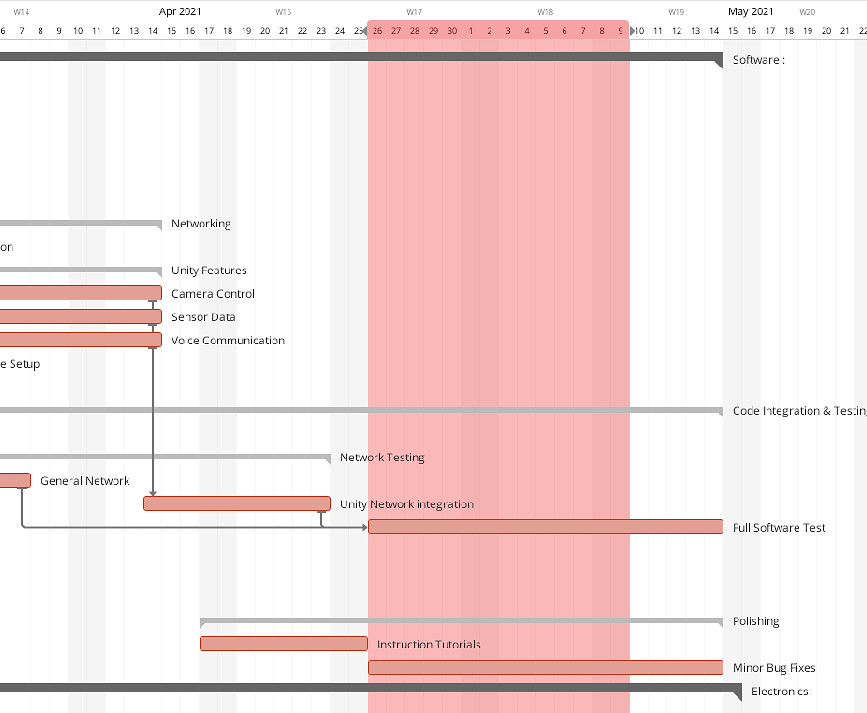 W14 Apr 2021 W15 W17 W18 W19 May 2021 W20
6 7 8 9 10 11 12 13 14 15 16 17 18 19 20 21 22 23 24 25 26 27 28 29 30 1 2 3 4 5 6 7 8 9 10 11 12 13 14 15 16 17 18 19 20 21 22
Software :
Networking
on
Unity Features
Camera Control
Sensor Data
Voice Communication
e Setup
Code Integration & Testing
Network Testing
General Network
Unity Network integration
Full Software Test
Polishing
Instruction Tutorials
Minor Bug Fixes
Electronics